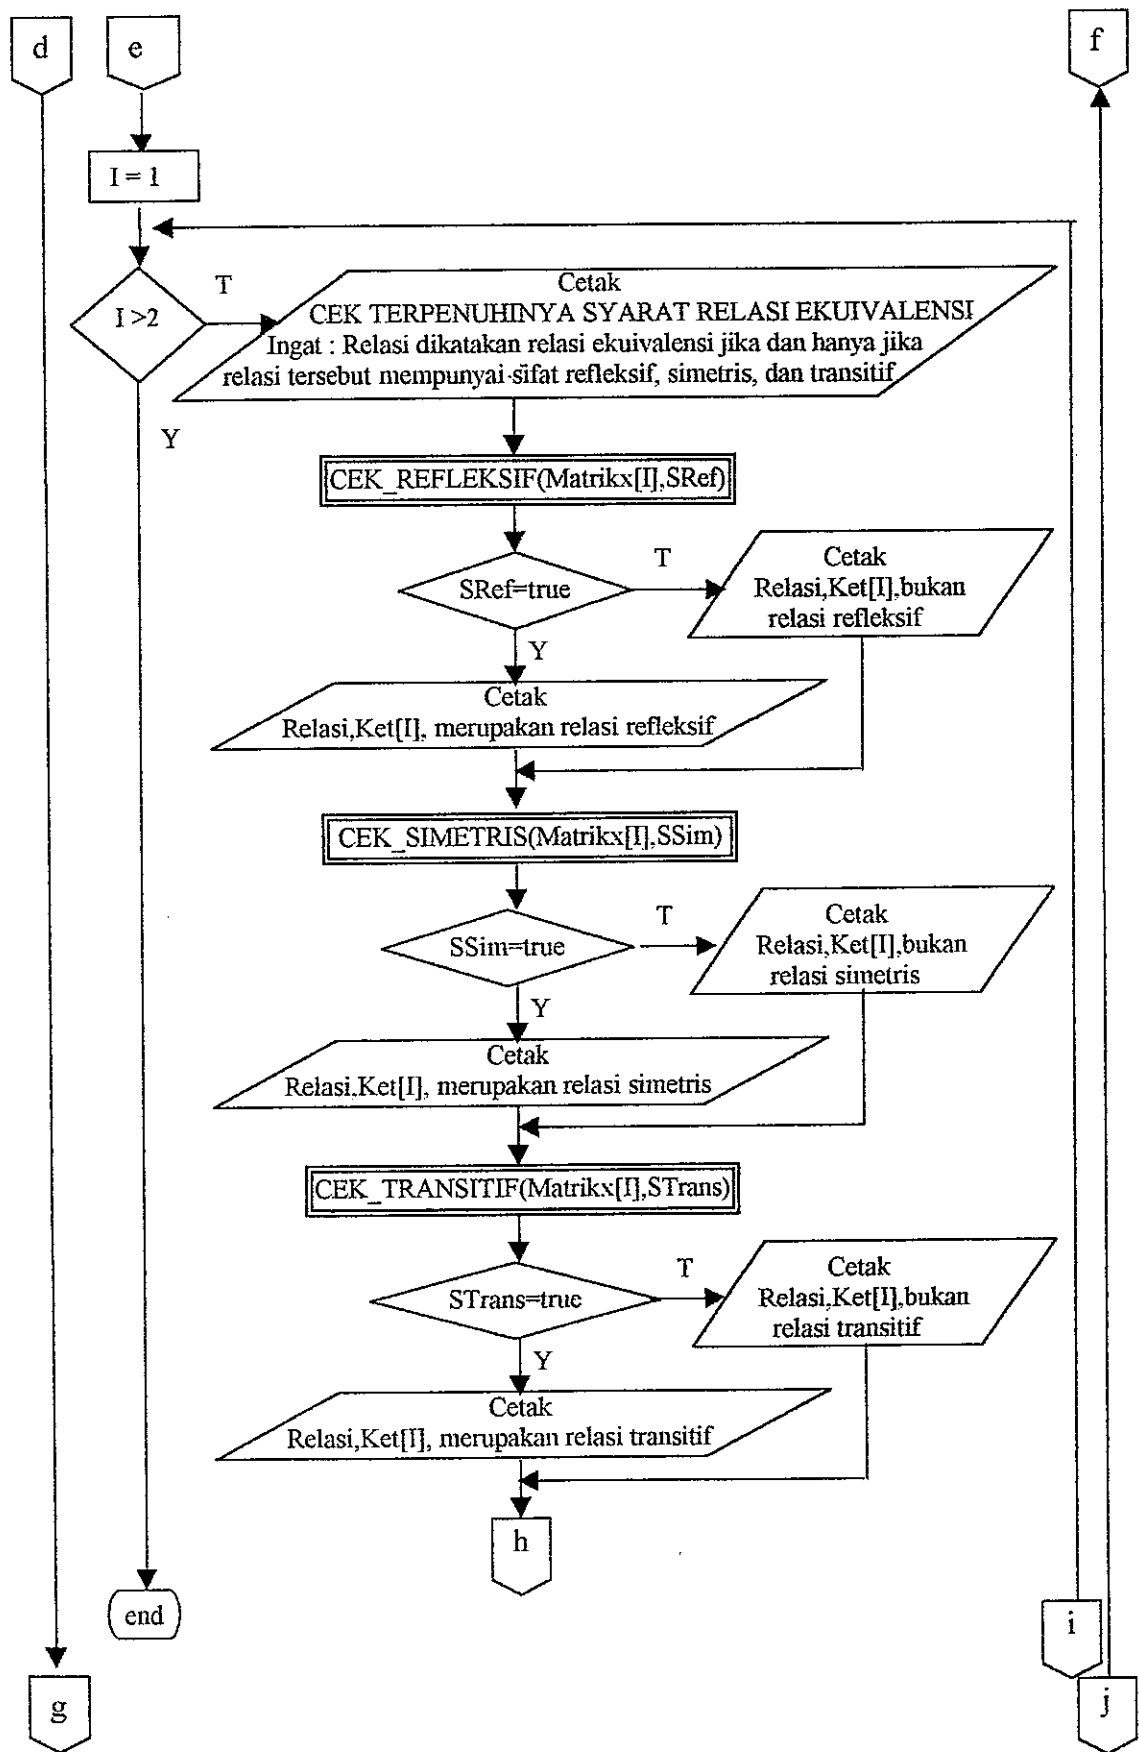 d
e
f
I = 1
I >2
T
Cetak
CEK TERPENUHINYA SYARAT RELASI EKUIVALENSI
Ingat : Relasi dikatakan relasi ekuivalensi jika dan hanya jika
relasi tersebut mempunyai sifat refleksif, simetris, dan transitif
Y
CEK_REFLEKSIF(Matrikx[I],SRef)
SRef=true
T
Cetak
Relasi,Ket[I],bukan
relasi refleksif
Y
Cetak
Relasi,Ket[I], merupakan relasi refleksif
CEK_SIMETRIS(Matrikx[I],SSim)
SSim=true
T
Cetak
Relasi,Ket[I],bukan
relasi simetris
Y
Cetak
Relasi,Ket[I], merupakan relasi simetris
CEK_TRANSITIF(Matrikx[I],STrans)
STrans=true
T
Cetak
Relasi,Ket[I],bukan
relasi transitif
Y
Cetak
Relasi,Ket[I], merupakan relasi transitif
h
end
i
g
j